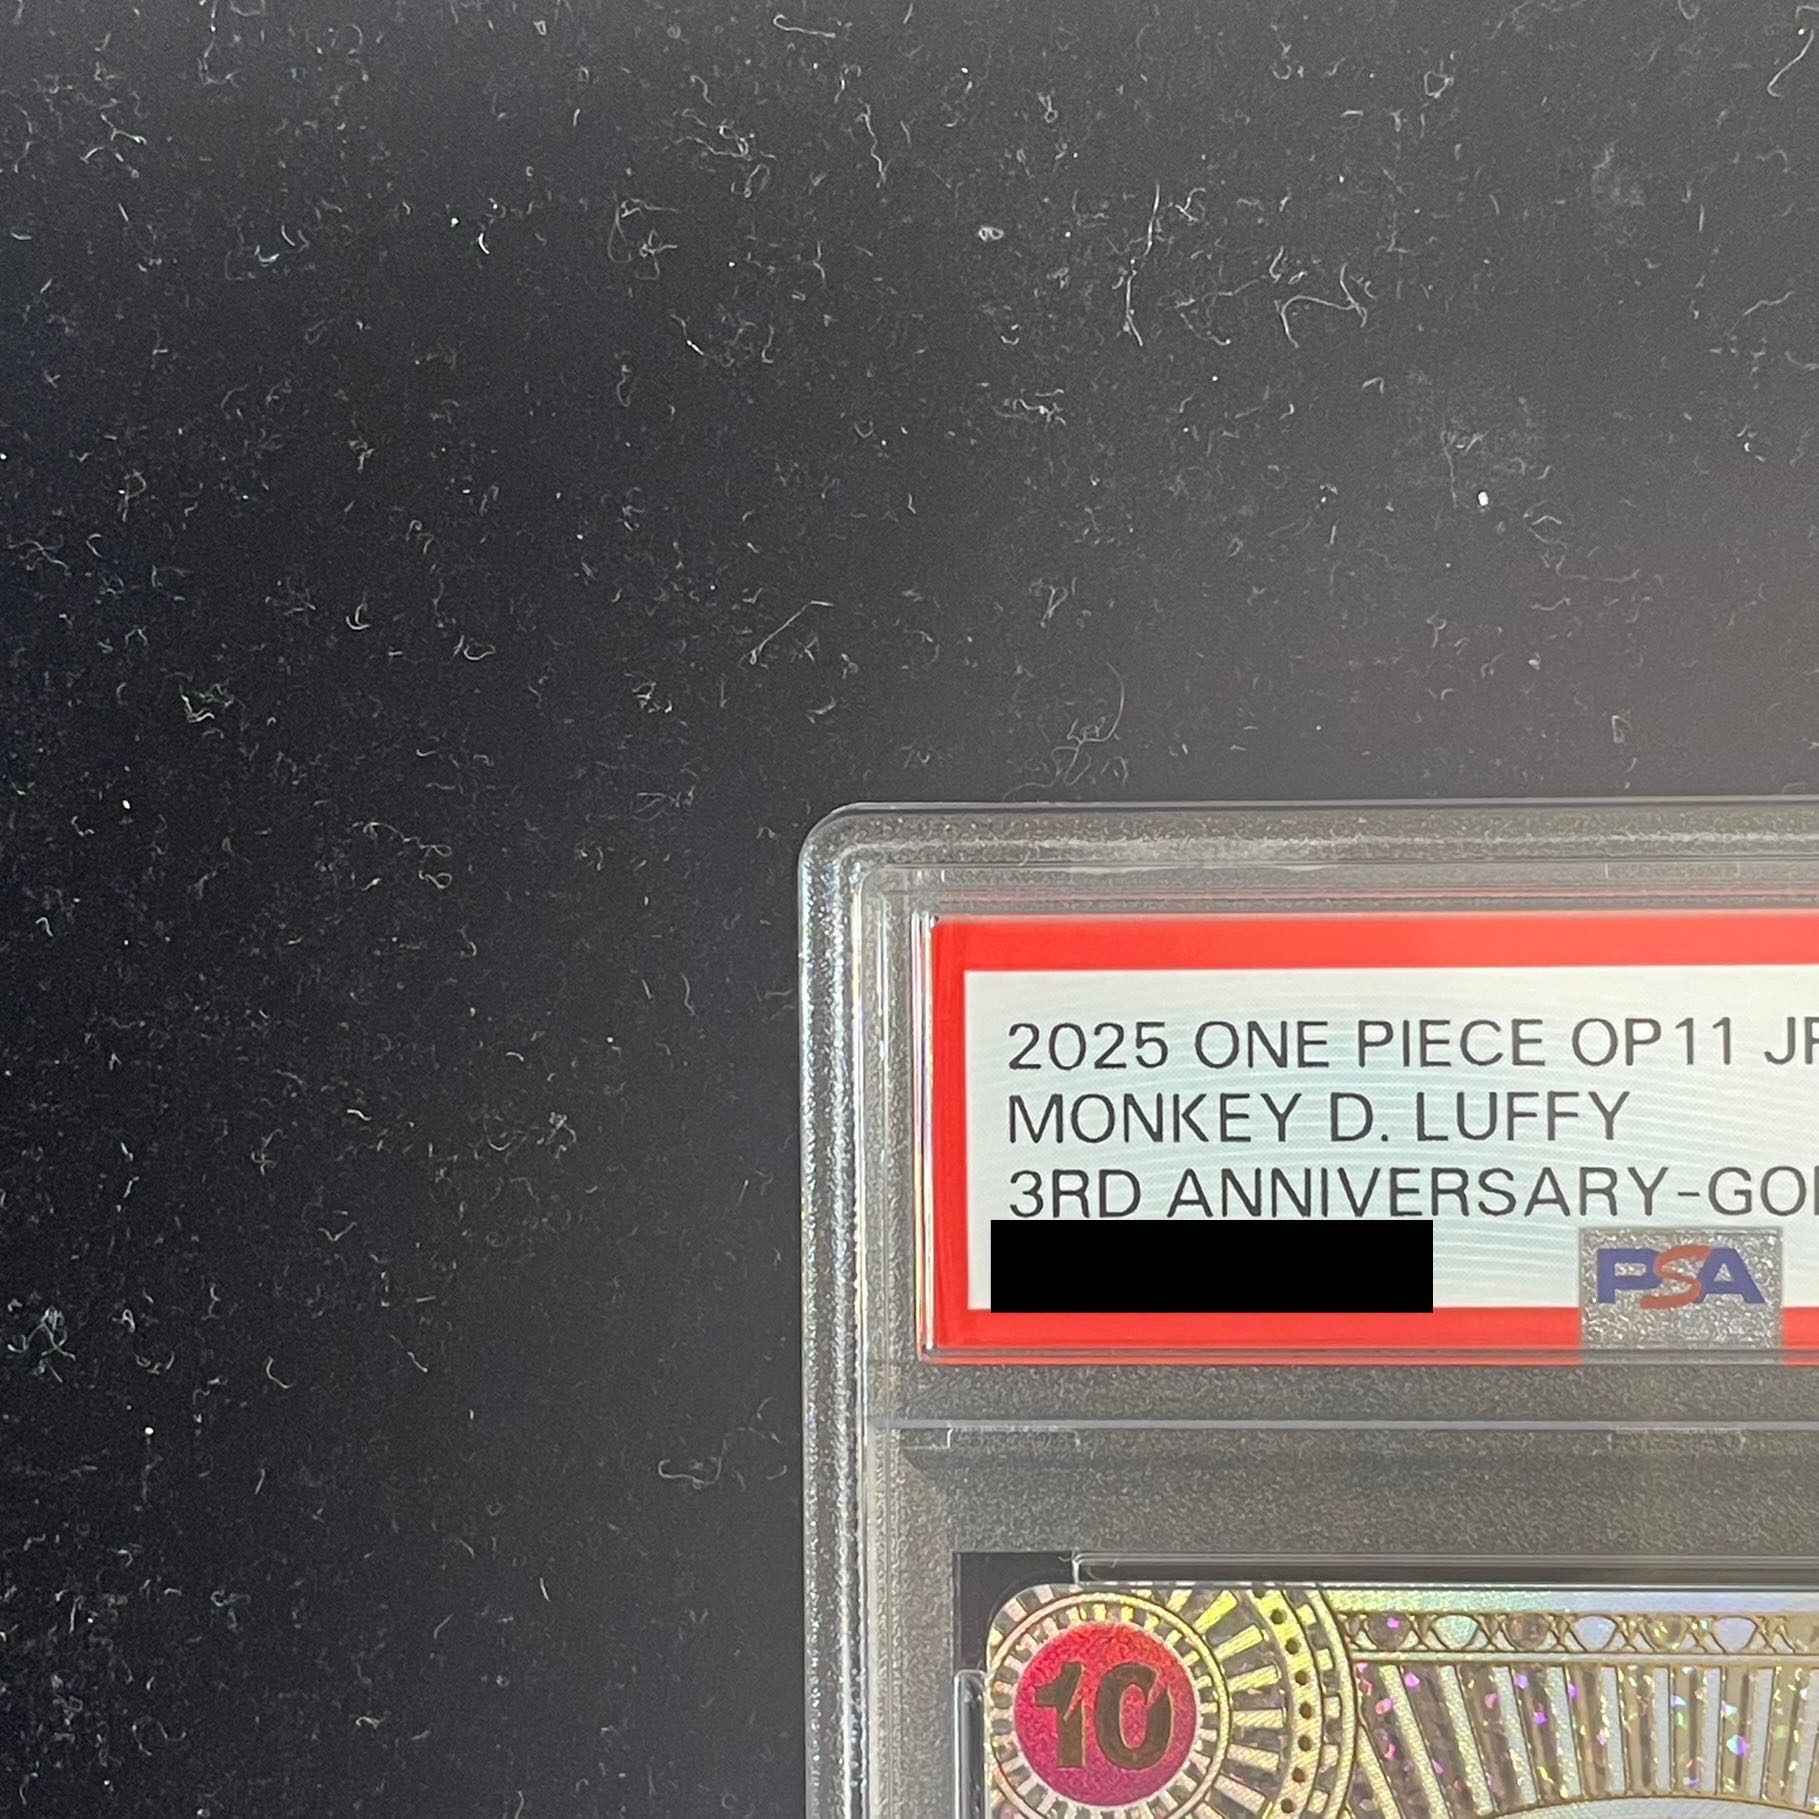 2025 ONE PIECE OP11
MONKEY D. LUFFY
3RD ANNIVERSARY-
PSA
10